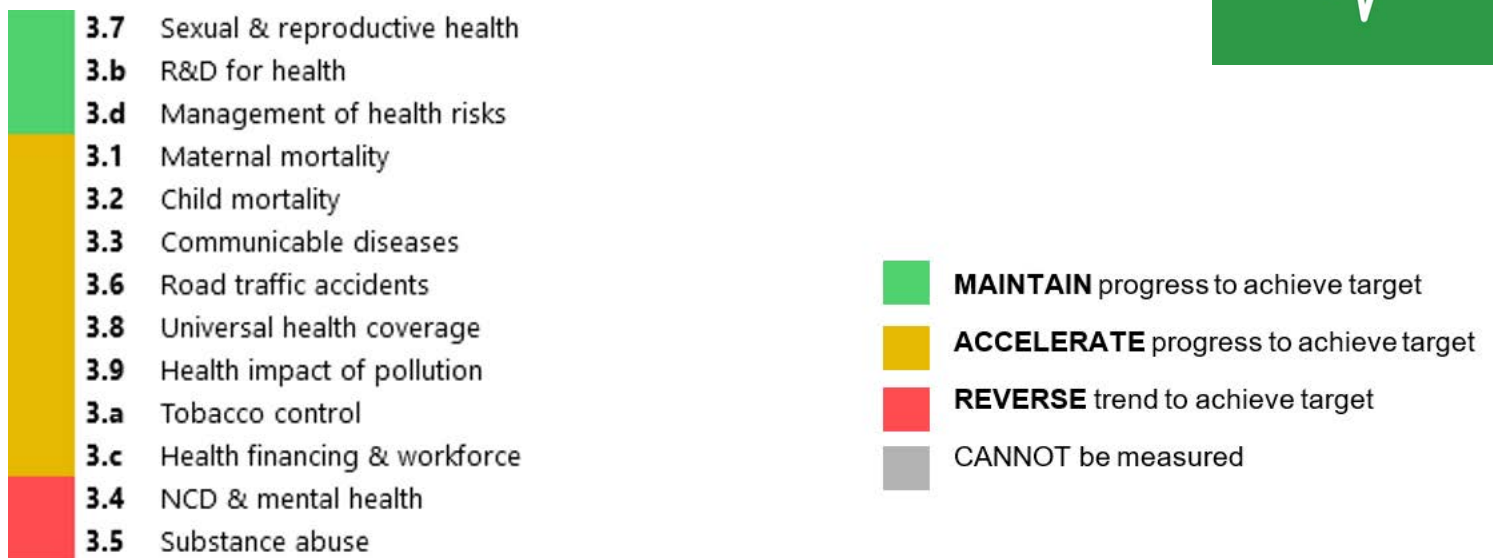 3.7 Sexual & reproductive health
3.b R&D for health
3.d Management of health risks
3.1 Maternal mortality
3.2 Child mortality
3.3 Communicable diseases
3.6 Road traffic accidents
3.8 Universal health coverage
3.9 Health impact of pollution
3.a Tobacco control
3.c Health financing & workforce
3.4 NCD & mental health
3.5 Substance abuse
MAINTAIN progress to achieve target
ACCELERATE progress to achieve target
REVERSE trend to achieve target
CANNOT be measured